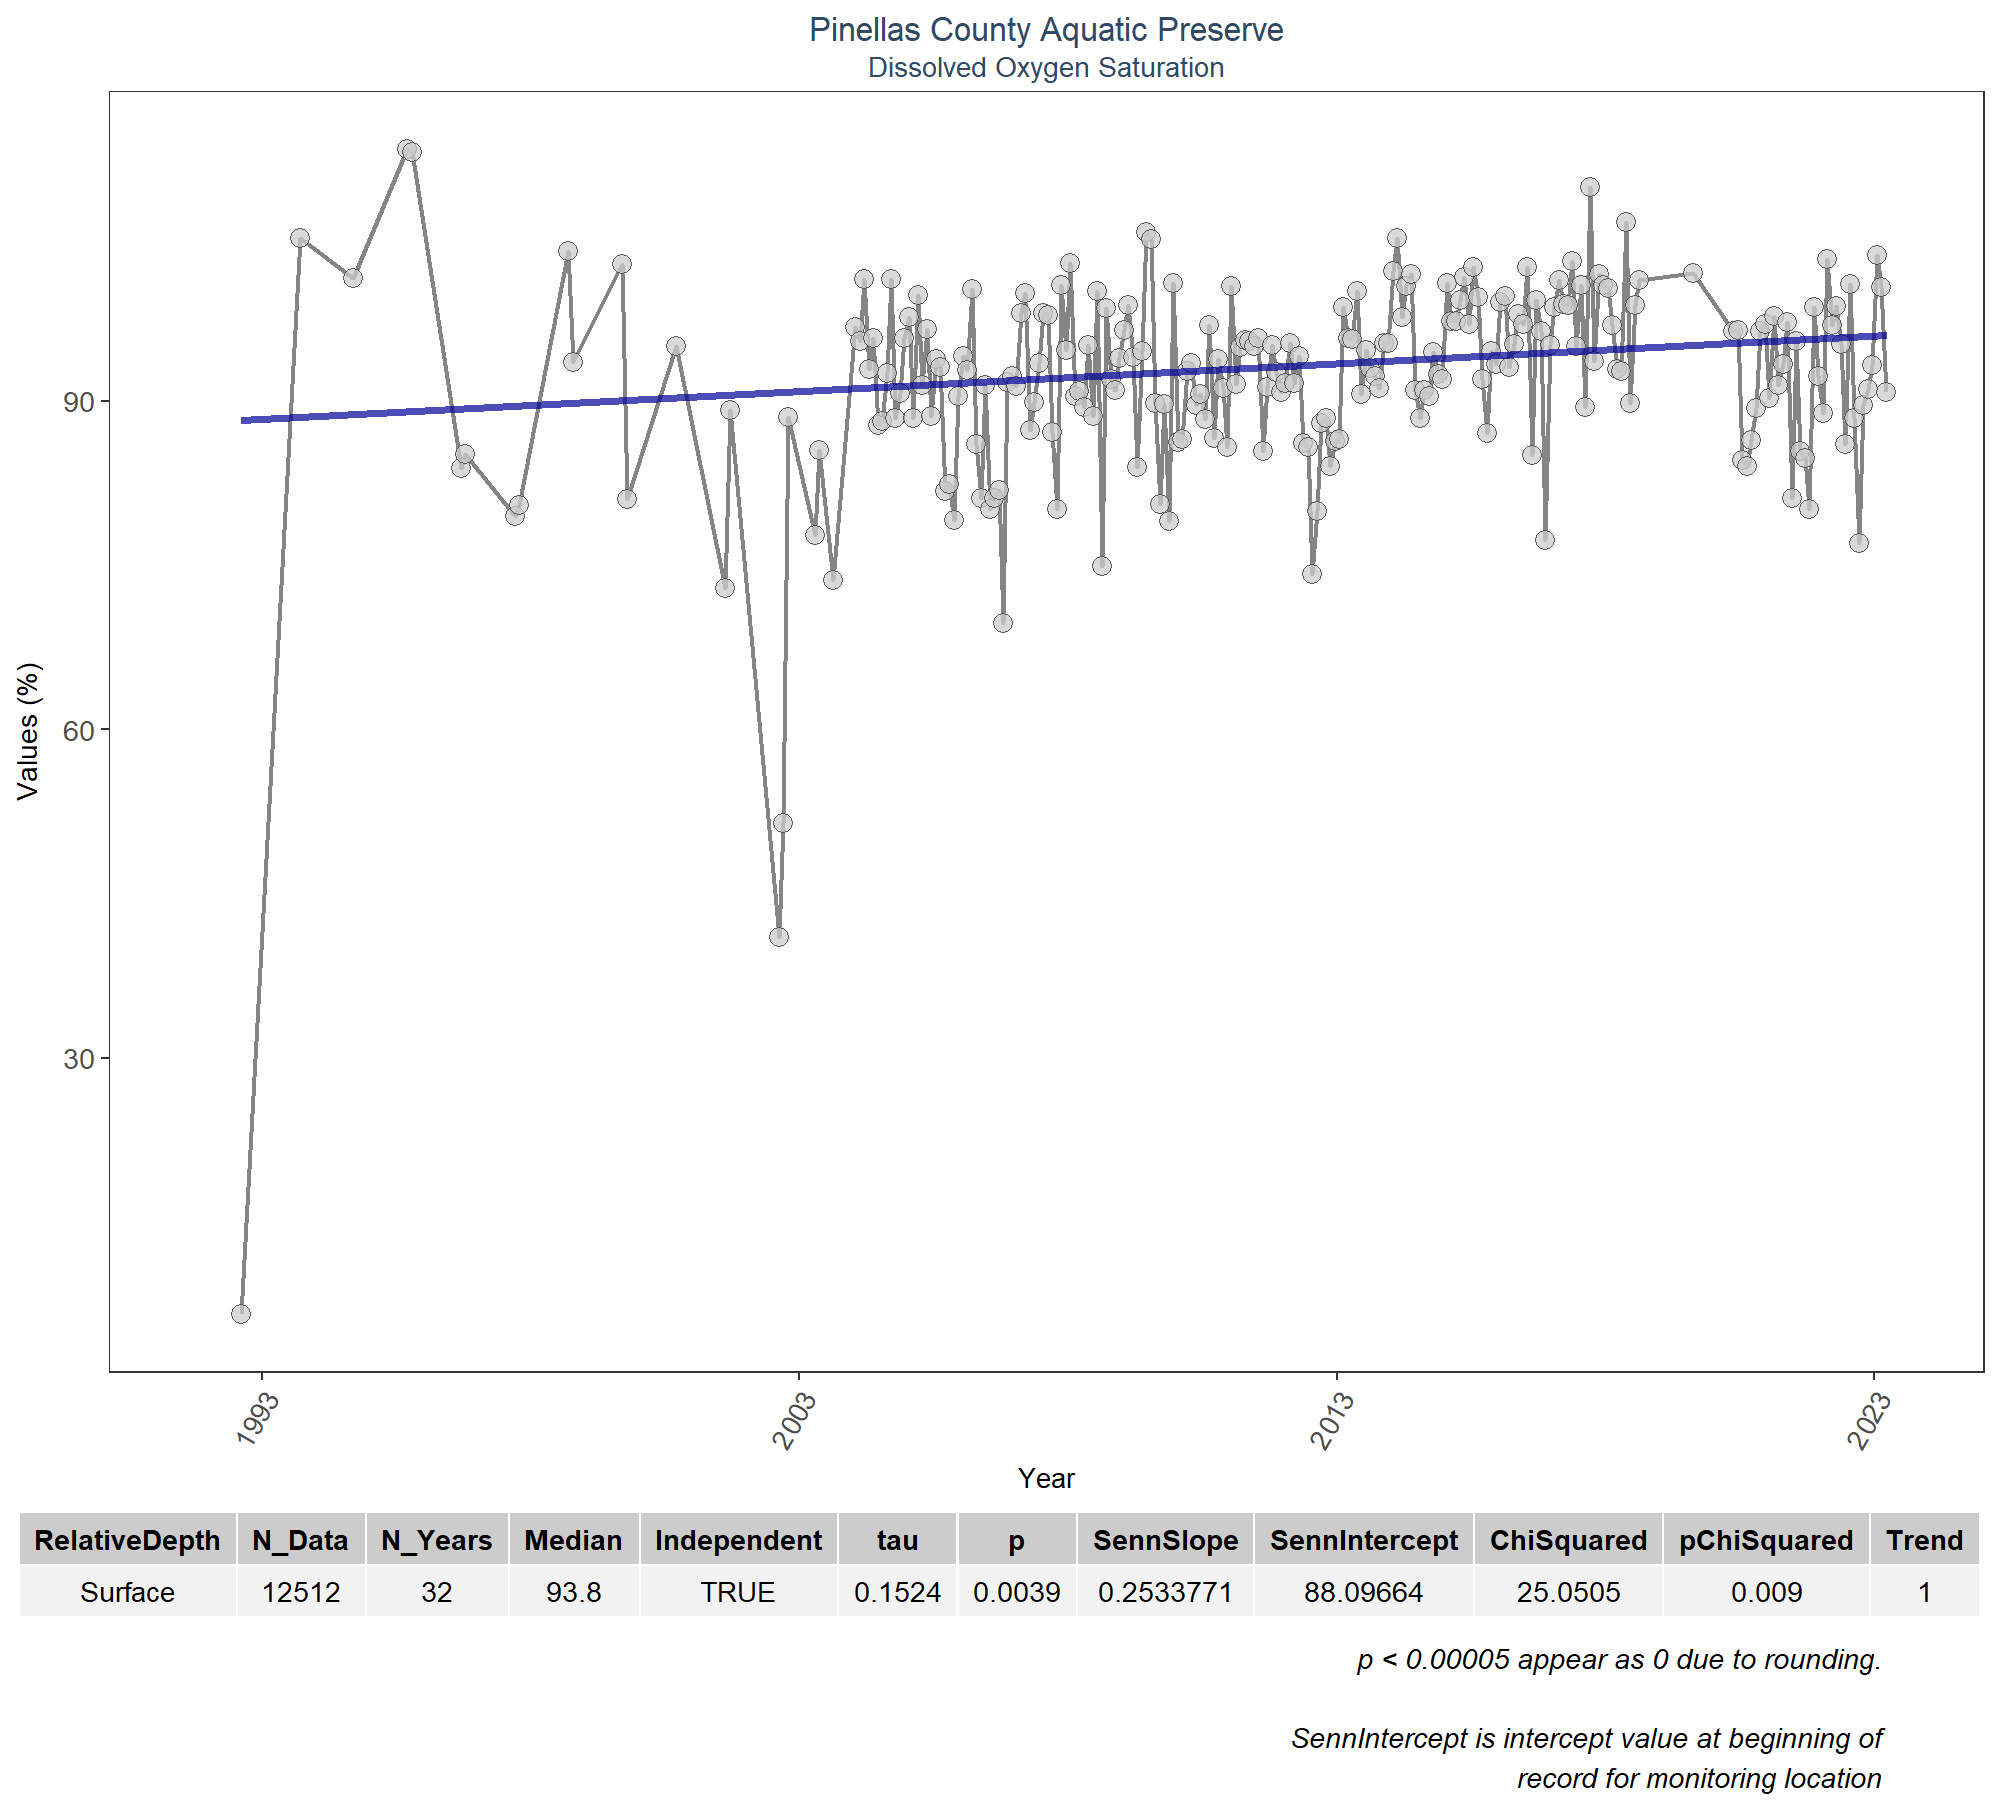 Pinellas County Aquatic Preserve
Dissolved Oxygen Saturation
Values (%)
90
60
30
1993 2003 2013 2023
Year
RelativeDepth N_Data N_Years Median Independent tau p SennSlope SennIntercept ChiSquared pChiSquared Trend
Surface 12512 32 93.8 TRUE 0.1524 0.0039 0.2533771 88.09664 25.0505 0.009 1
p < 0.00005 appear as 0 due to rounding.
SennIntercept is intercept value at beginning of
record for monitoring location